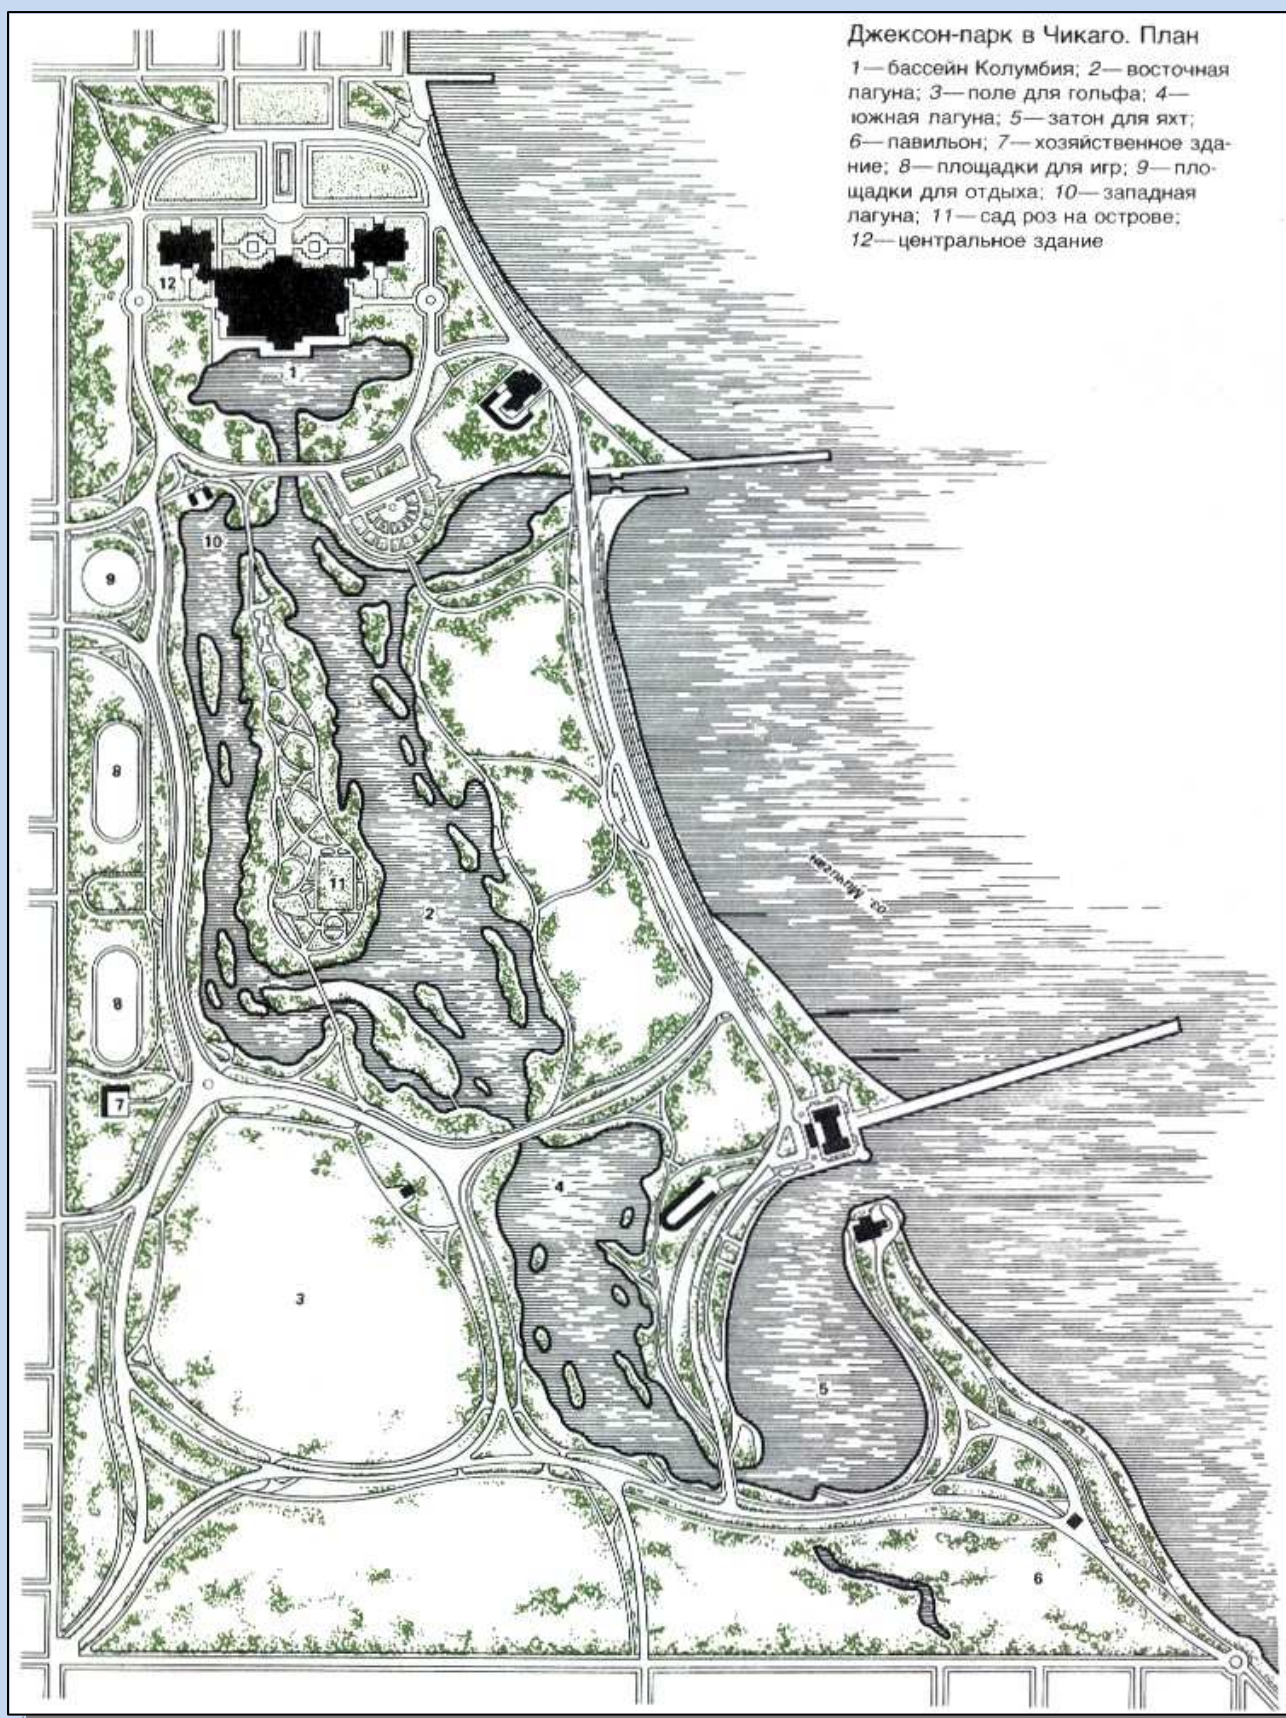 Джексон-парк в Чикаго. План
1—бассейн Колумбия; 2—восточная
лагуна; 3—поле для гольфа; 4—
южная лагуна; 5—затон для яхт;
6—павильон; 7—хозяйственное зда-
ние; 8—площадки для игр; 9—пло-
щадки для отдыха; 10—западная
лагуна; 11—сад роз на острове;
12—центральное здание
12
1
10
9
8
11
2
оз. Мичиган
8
7
4
3
5
6